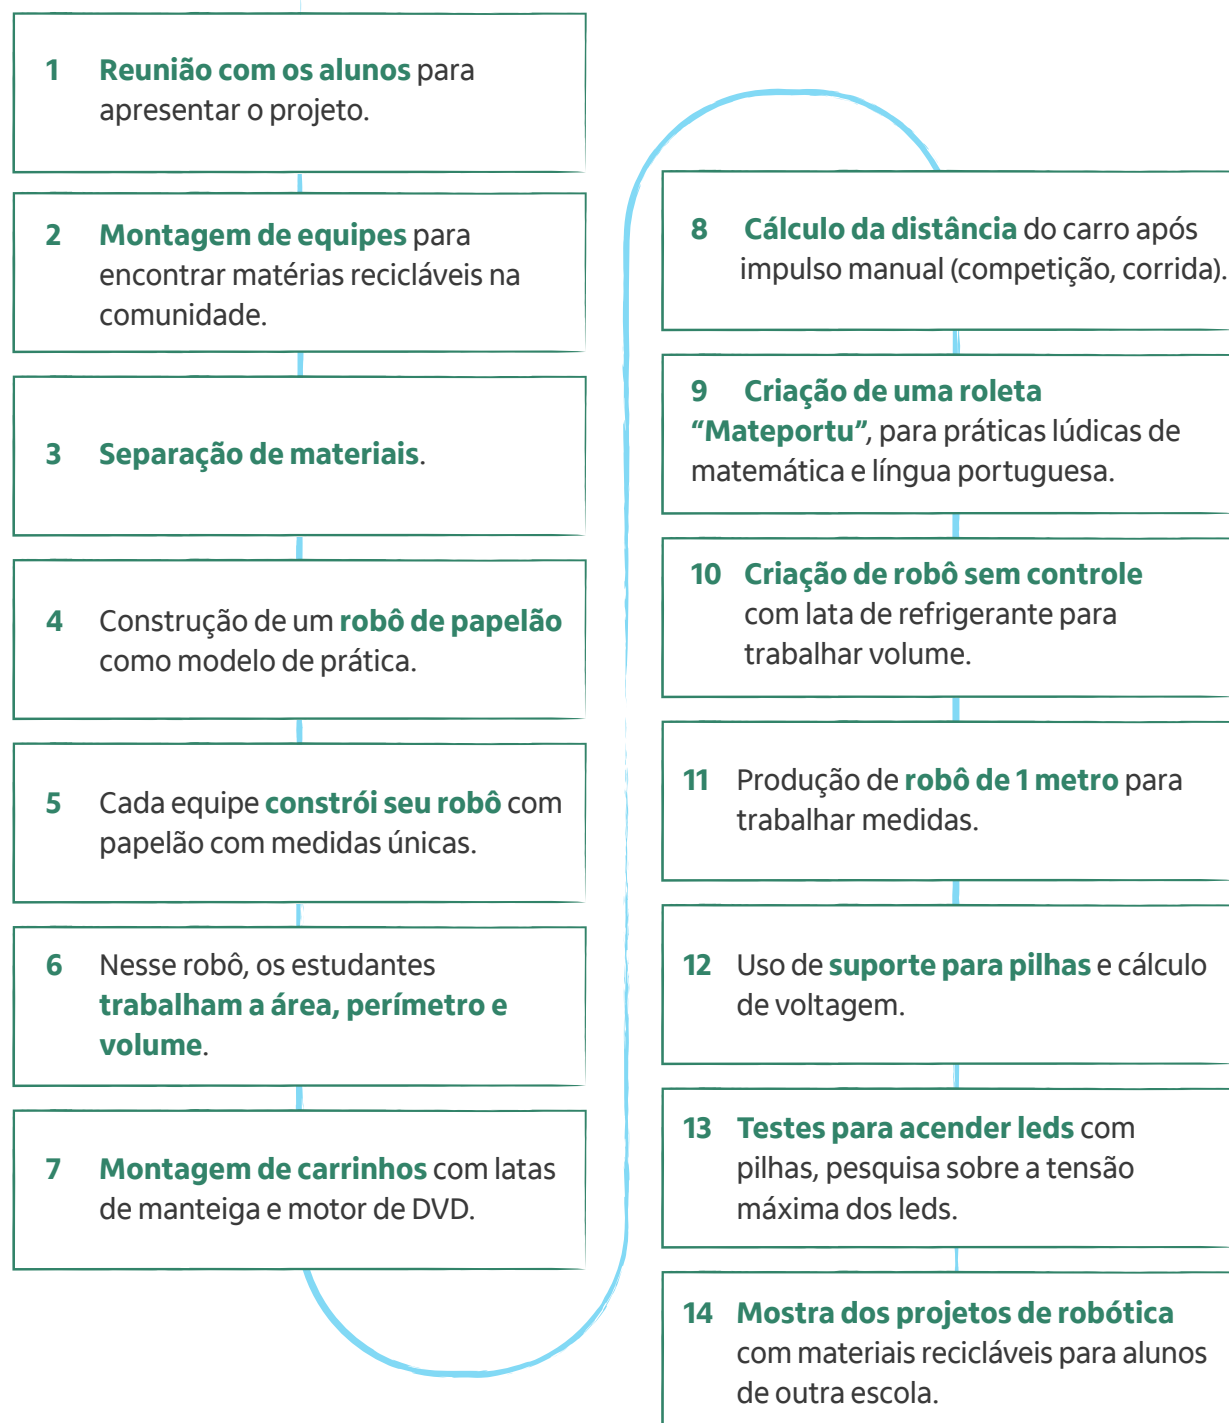 1 Reunião com os alunos para
apresentar o projeto.
2 Montagem de equipes para
encontrar matérias recicláveis na
comunidade.
3 Separação de materiais.
4 Construção de um robô de papelão
como modelo de prática.
5 Cada equipe constrói seu robô com
papelão com medidas únicas.
6 Nesse robô, os estudantes
trabalham a área, perímetro e
volume.
7 Montagem de carrinhos com latas
de manteiga e motor de DVD.
8 Cálculo da distância do carro após
impulso manual (competição, corrida).
9 Criação de uma roleta
“Mateportu”, para práticas lúdicas de
matemática e língua portuguesa.
10 Criação de robô sem controle
com lata de refrigerante para
trabalhar volume.
11 Produção de robô de 1 metro para
trabalhar medidas.
12 Uso de suporte para pilhas e cálculo
de voltagem.
13 Testes para acender leds com
pilhas, pesquisa sobre a tensão
máxima dos leds.
14 Mostra dos projetos de robótica
com materiais recicláveis para alunos
de outra escola.